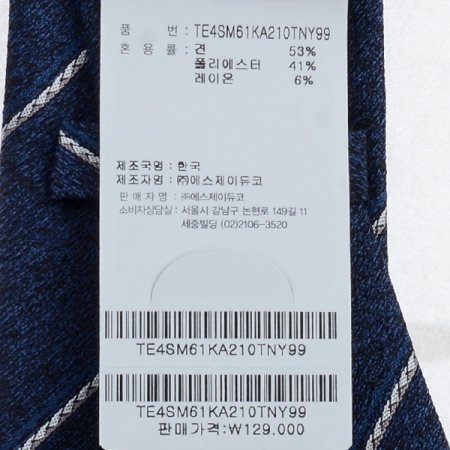 품 번 : TE4SM61KA210TNY99
혼 용 률 : 견 53%
폴리에스터 41%
레이온 6%
제조국명 : 한국
제조자명 : ㈜에스제이듀코
판 매 자 명 : ㈜에스제이듀코
소비자상담실 : 서울시 강남구 논현로 149길 11
세중빌딩 (02)2106-3520
TE4SM61KA210TNY99
TE4SM61KA210TNY99
판매가격:₩129,000